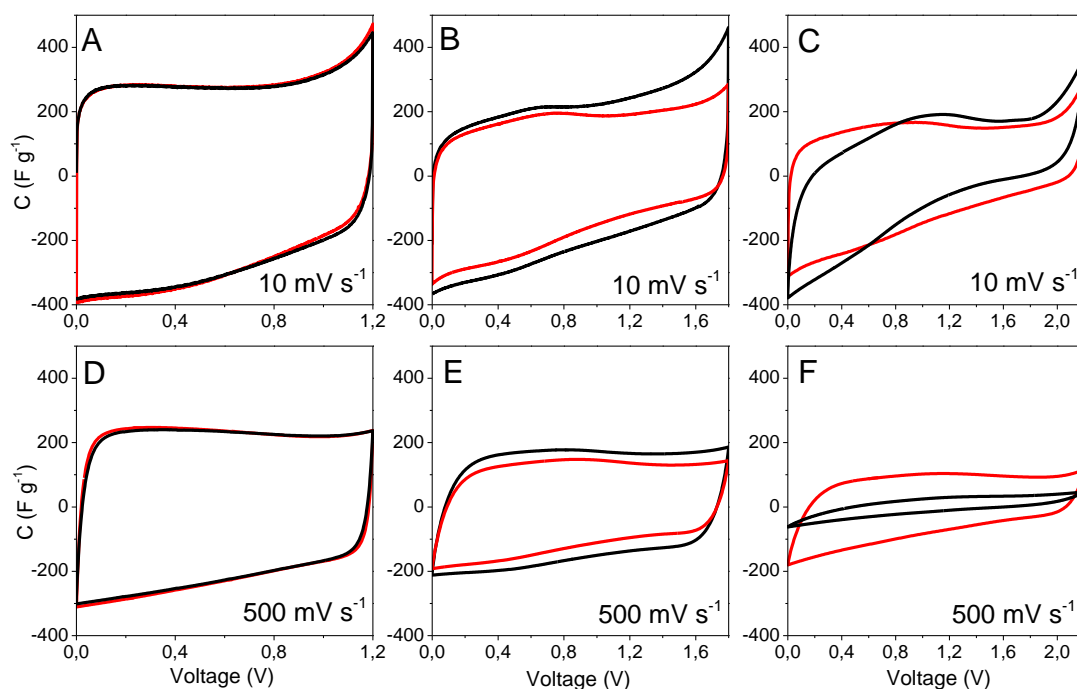 A
B
C
400
200
0
-200
-400
C (F g-1)
10 mV s-1
10 mV s-1
10 mV s-1
0,0 0,4 0,8 1,2
0,0 0,4 0,8 1,2 1,6
0,0 0,4 0,8 1,2 1,6 2,0
D
E
F
400
200
0
-200
-400
C (F g-1)
500 mV s-1
500 mV s-1
500 mV s-1
0,0 0,4 0,8 1,2
0,0 0,4 0,8 1,2 1,6
0,0 0,4 0,8 1,2 1,6 2,0
Voltage (V)
Voltage (V)
Voltage (V)